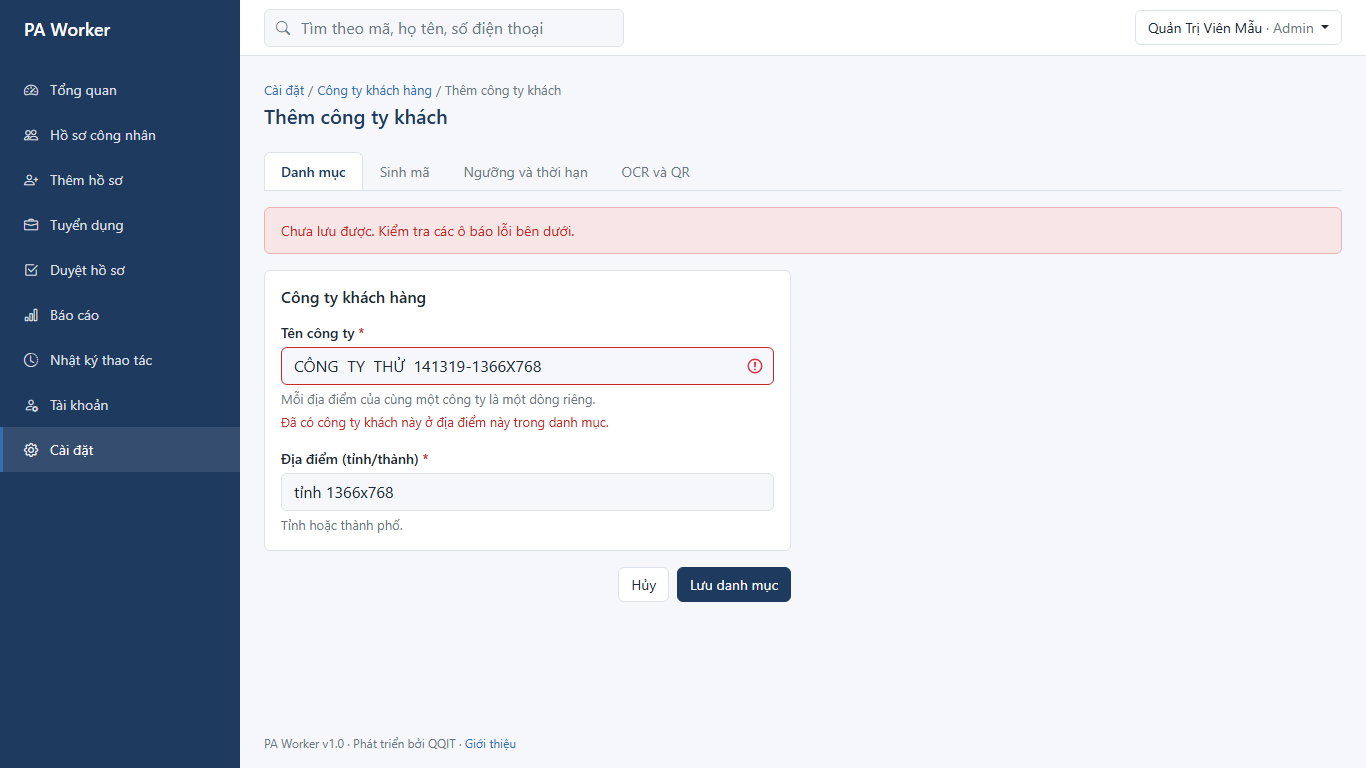 PA Worker
Tìm theo mã, họ tên, số điện thoại
Quản Trị Viên Mẫu · Admin
Tổng quan
Hồ sơ công nhân
Thêm hồ sơ
Tuyển dụng
Duyệt hồ sơ
Báo cáo
Nhật ký thao tác
Tài khoản
Cài đặt
Cài đặt / Công ty khách hàng / Thêm công ty khách
Thêm công ty khách
Danh mục
Sinh mã
Ngưỡng và thời hạn
OCR và QR
Chưa lưu được. Kiểm tra các ô báo lỗi bên dưới.
Công ty khách hàng
Tên công ty *
CÔNG  TY  THỬ  141319-1366X768
Mỗi địa điểm của cùng một công ty là một dòng riêng.
Đã có công ty khách này ở địa điểm này trong danh mục.
Địa điểm (tỉnh/thành) *
tỉnh 1366x768
Tỉnh hoặc thành phố.
Hủy
Lưu danh mục
PA Worker v1.0 · Phát triển bởi QQIT · Giới thiệu